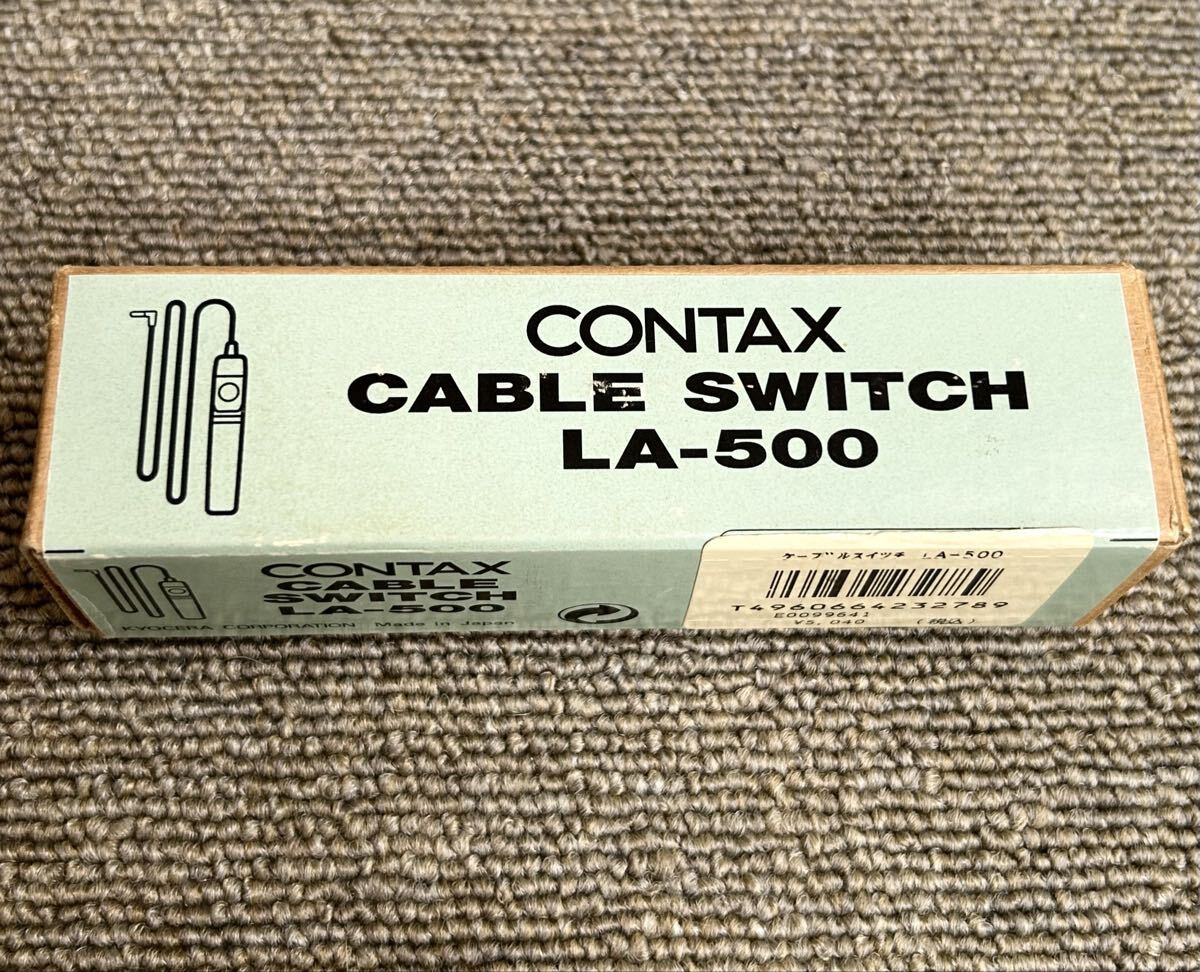 CONTAX
CABLE SWITCH
LA-500
CONTAX
CABLE
SWITCH
LA-500
KYOCERA CORPORATION Made in Japan
ケーブルスイッチ LA-500
T4960664232789
E0099641
¥5,040 (税込)